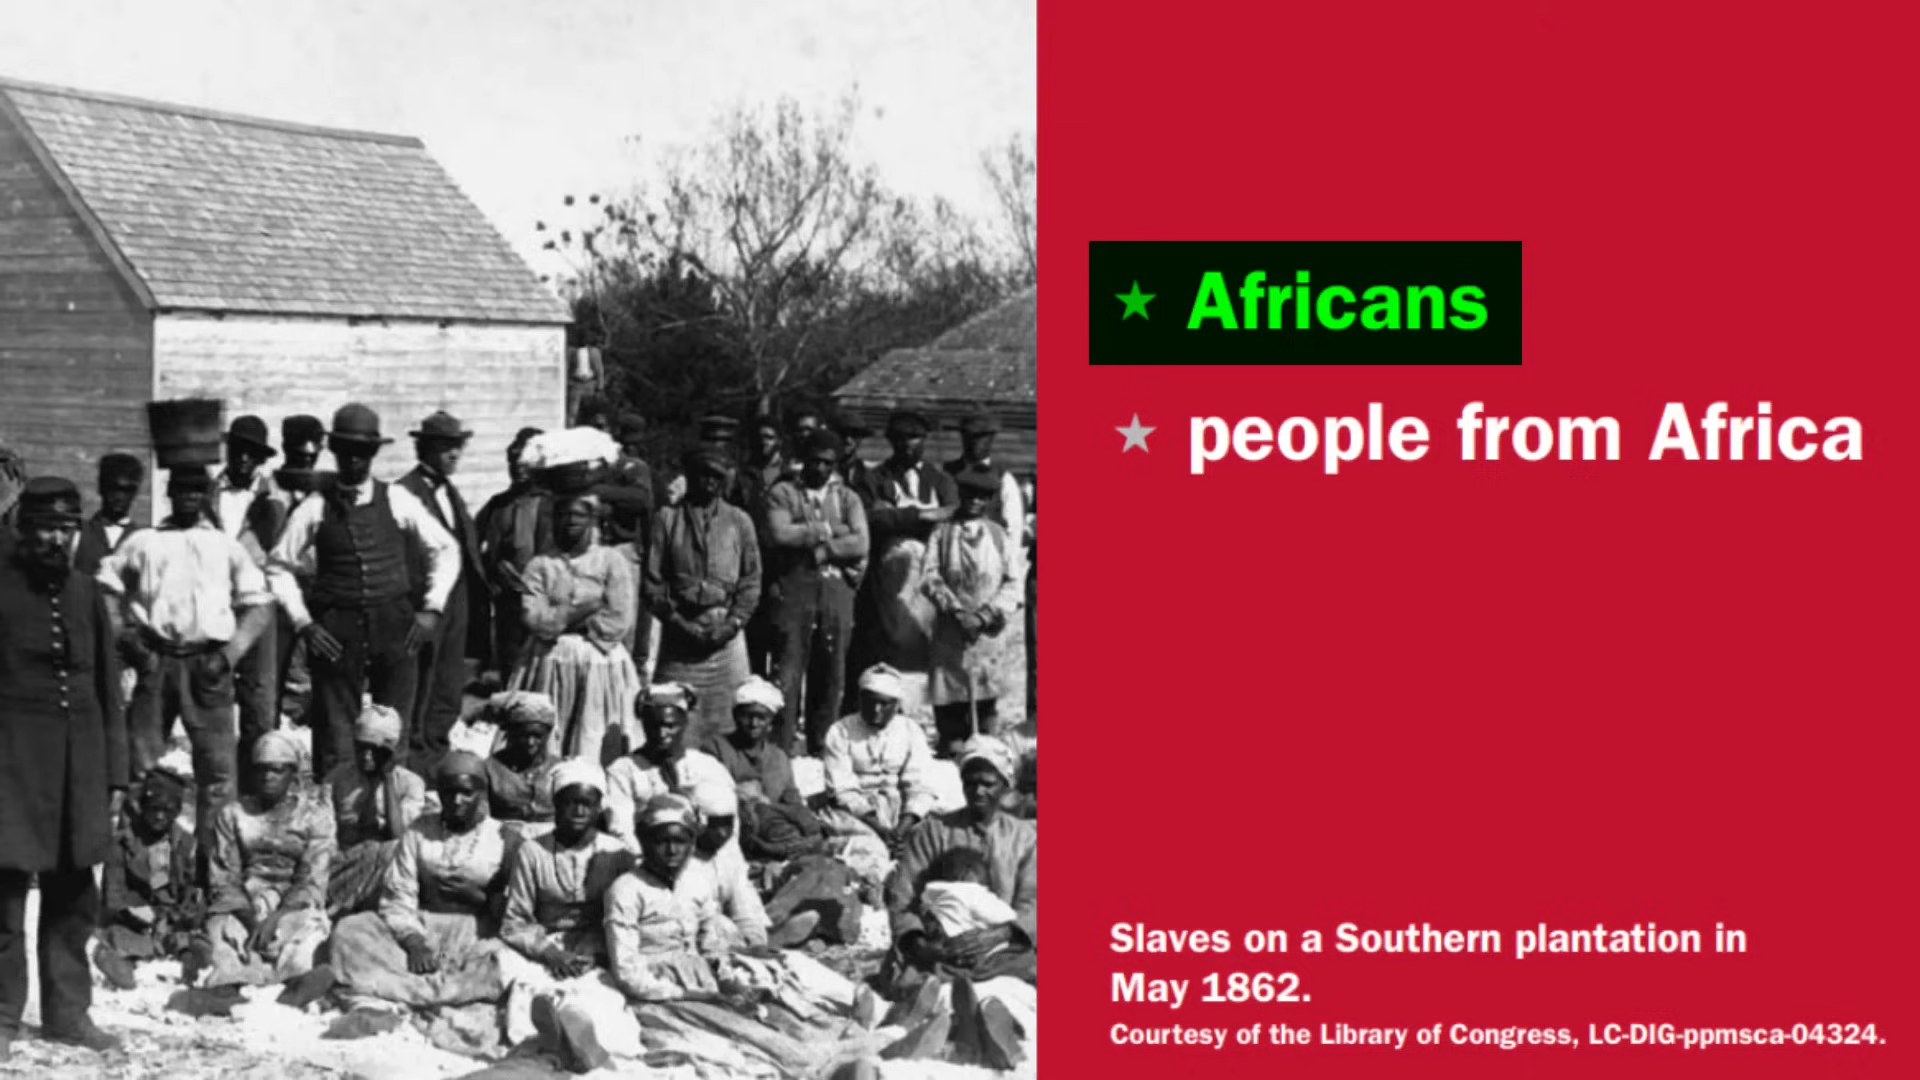 ★ Africans
★ people from Africa
Slaves on a Southern plantation in
May 1862.
Courtesy of the Library of Congress, LC-DIG-ppmsca-04324.